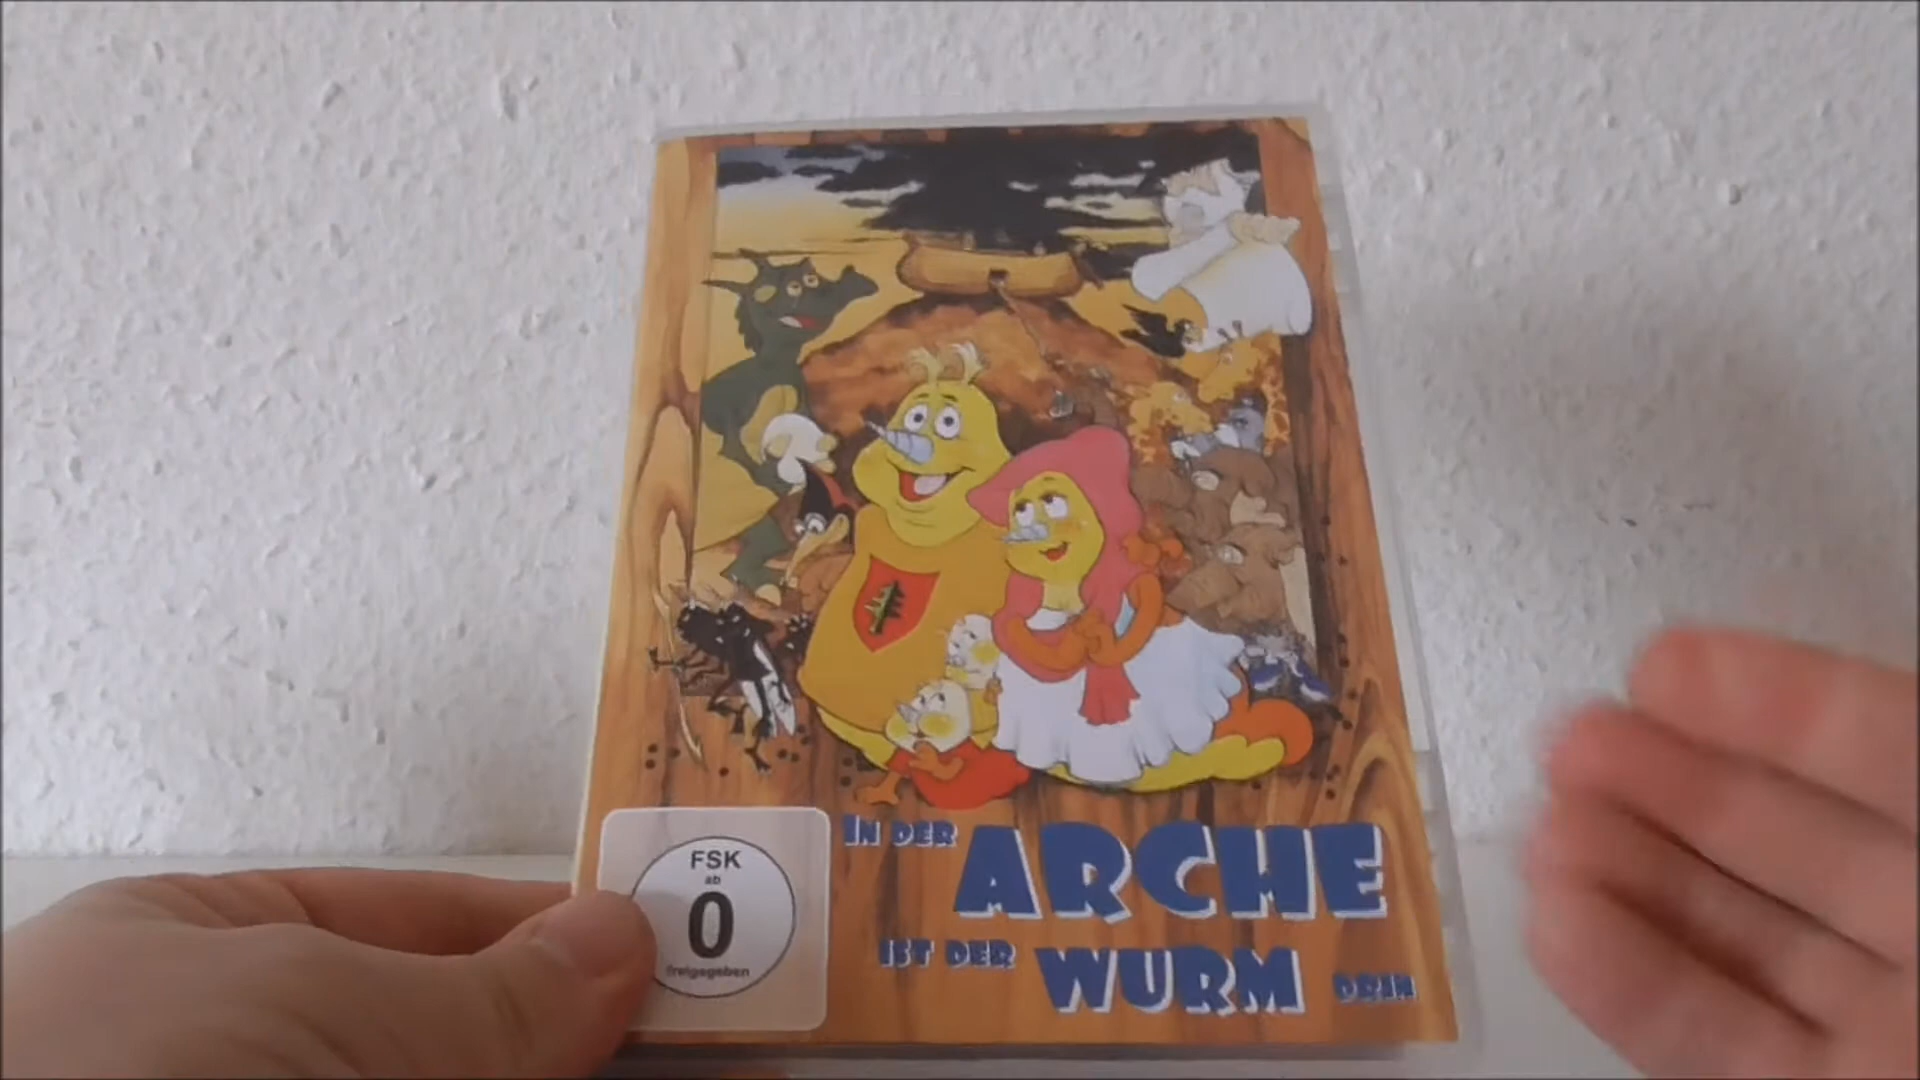 IN DER
ARCHE
IST DER
WURM DRIN
FSK
ab
0
freigegeben